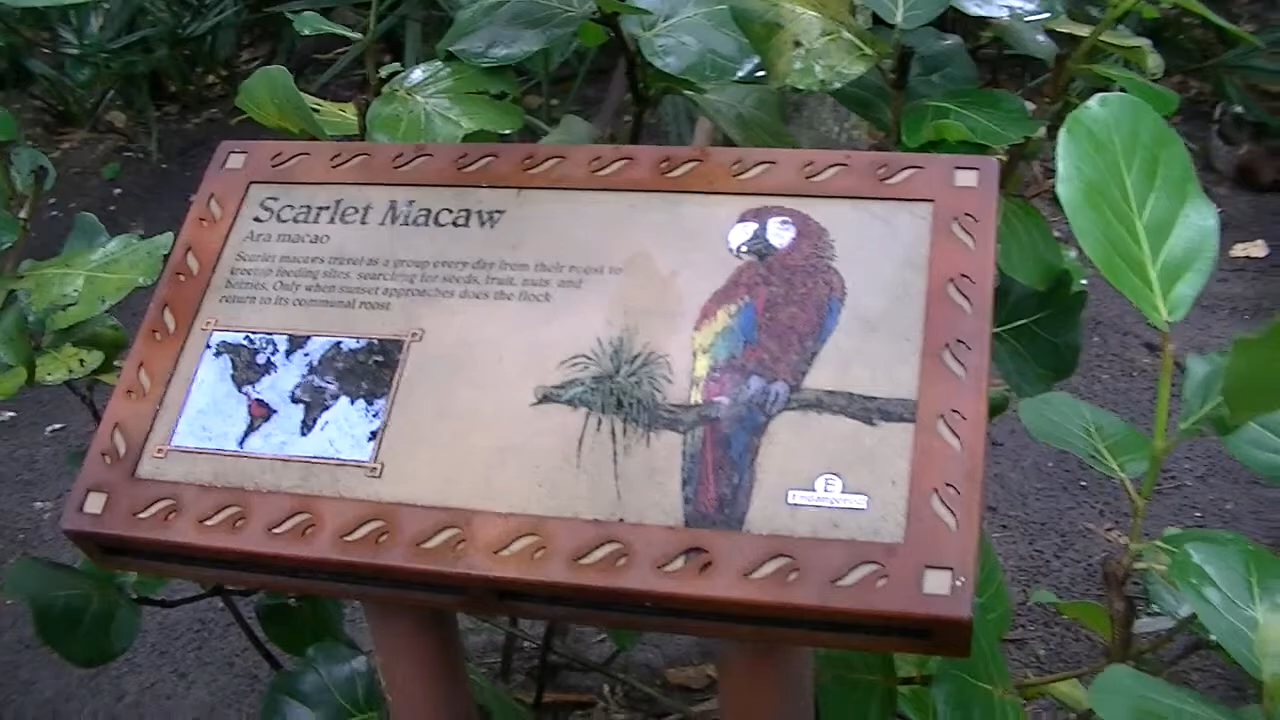 Scarlet Macaw
Ara macao
Scarlet macaws travel as a group every day from their roost to
treetop feeding sites, searching for seeds, fruit, nuts, and
berries. Only when sunset approaches does the flock
return to its communal roost.
E
Endangered